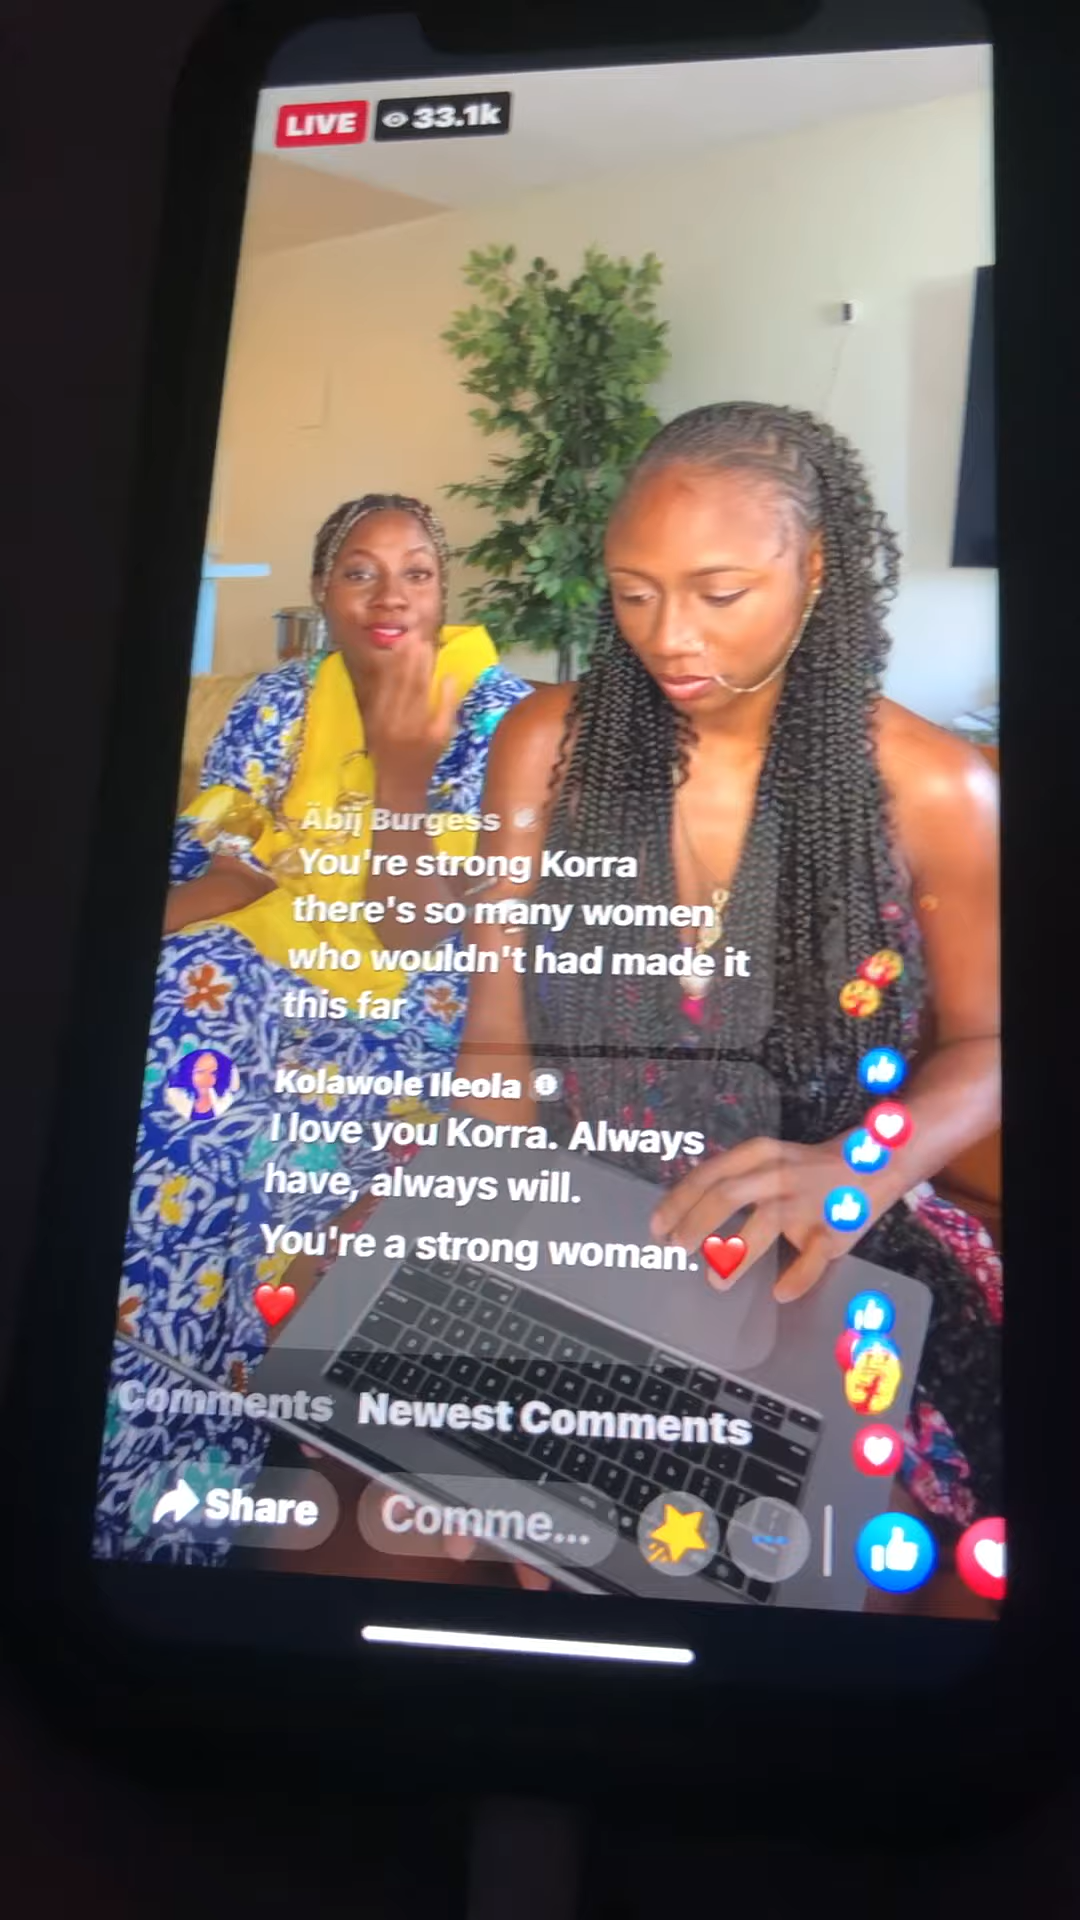 LIVE 33.1k
Äbïj Burgess
You're strong Korra
there's so many women
who wouldn't had made it
this far
Kolawole Ileola
I love you Korra. Always
have, always will.
You're a strong woman.❤️
❤️
Comments Newest Comments
Share Comme...